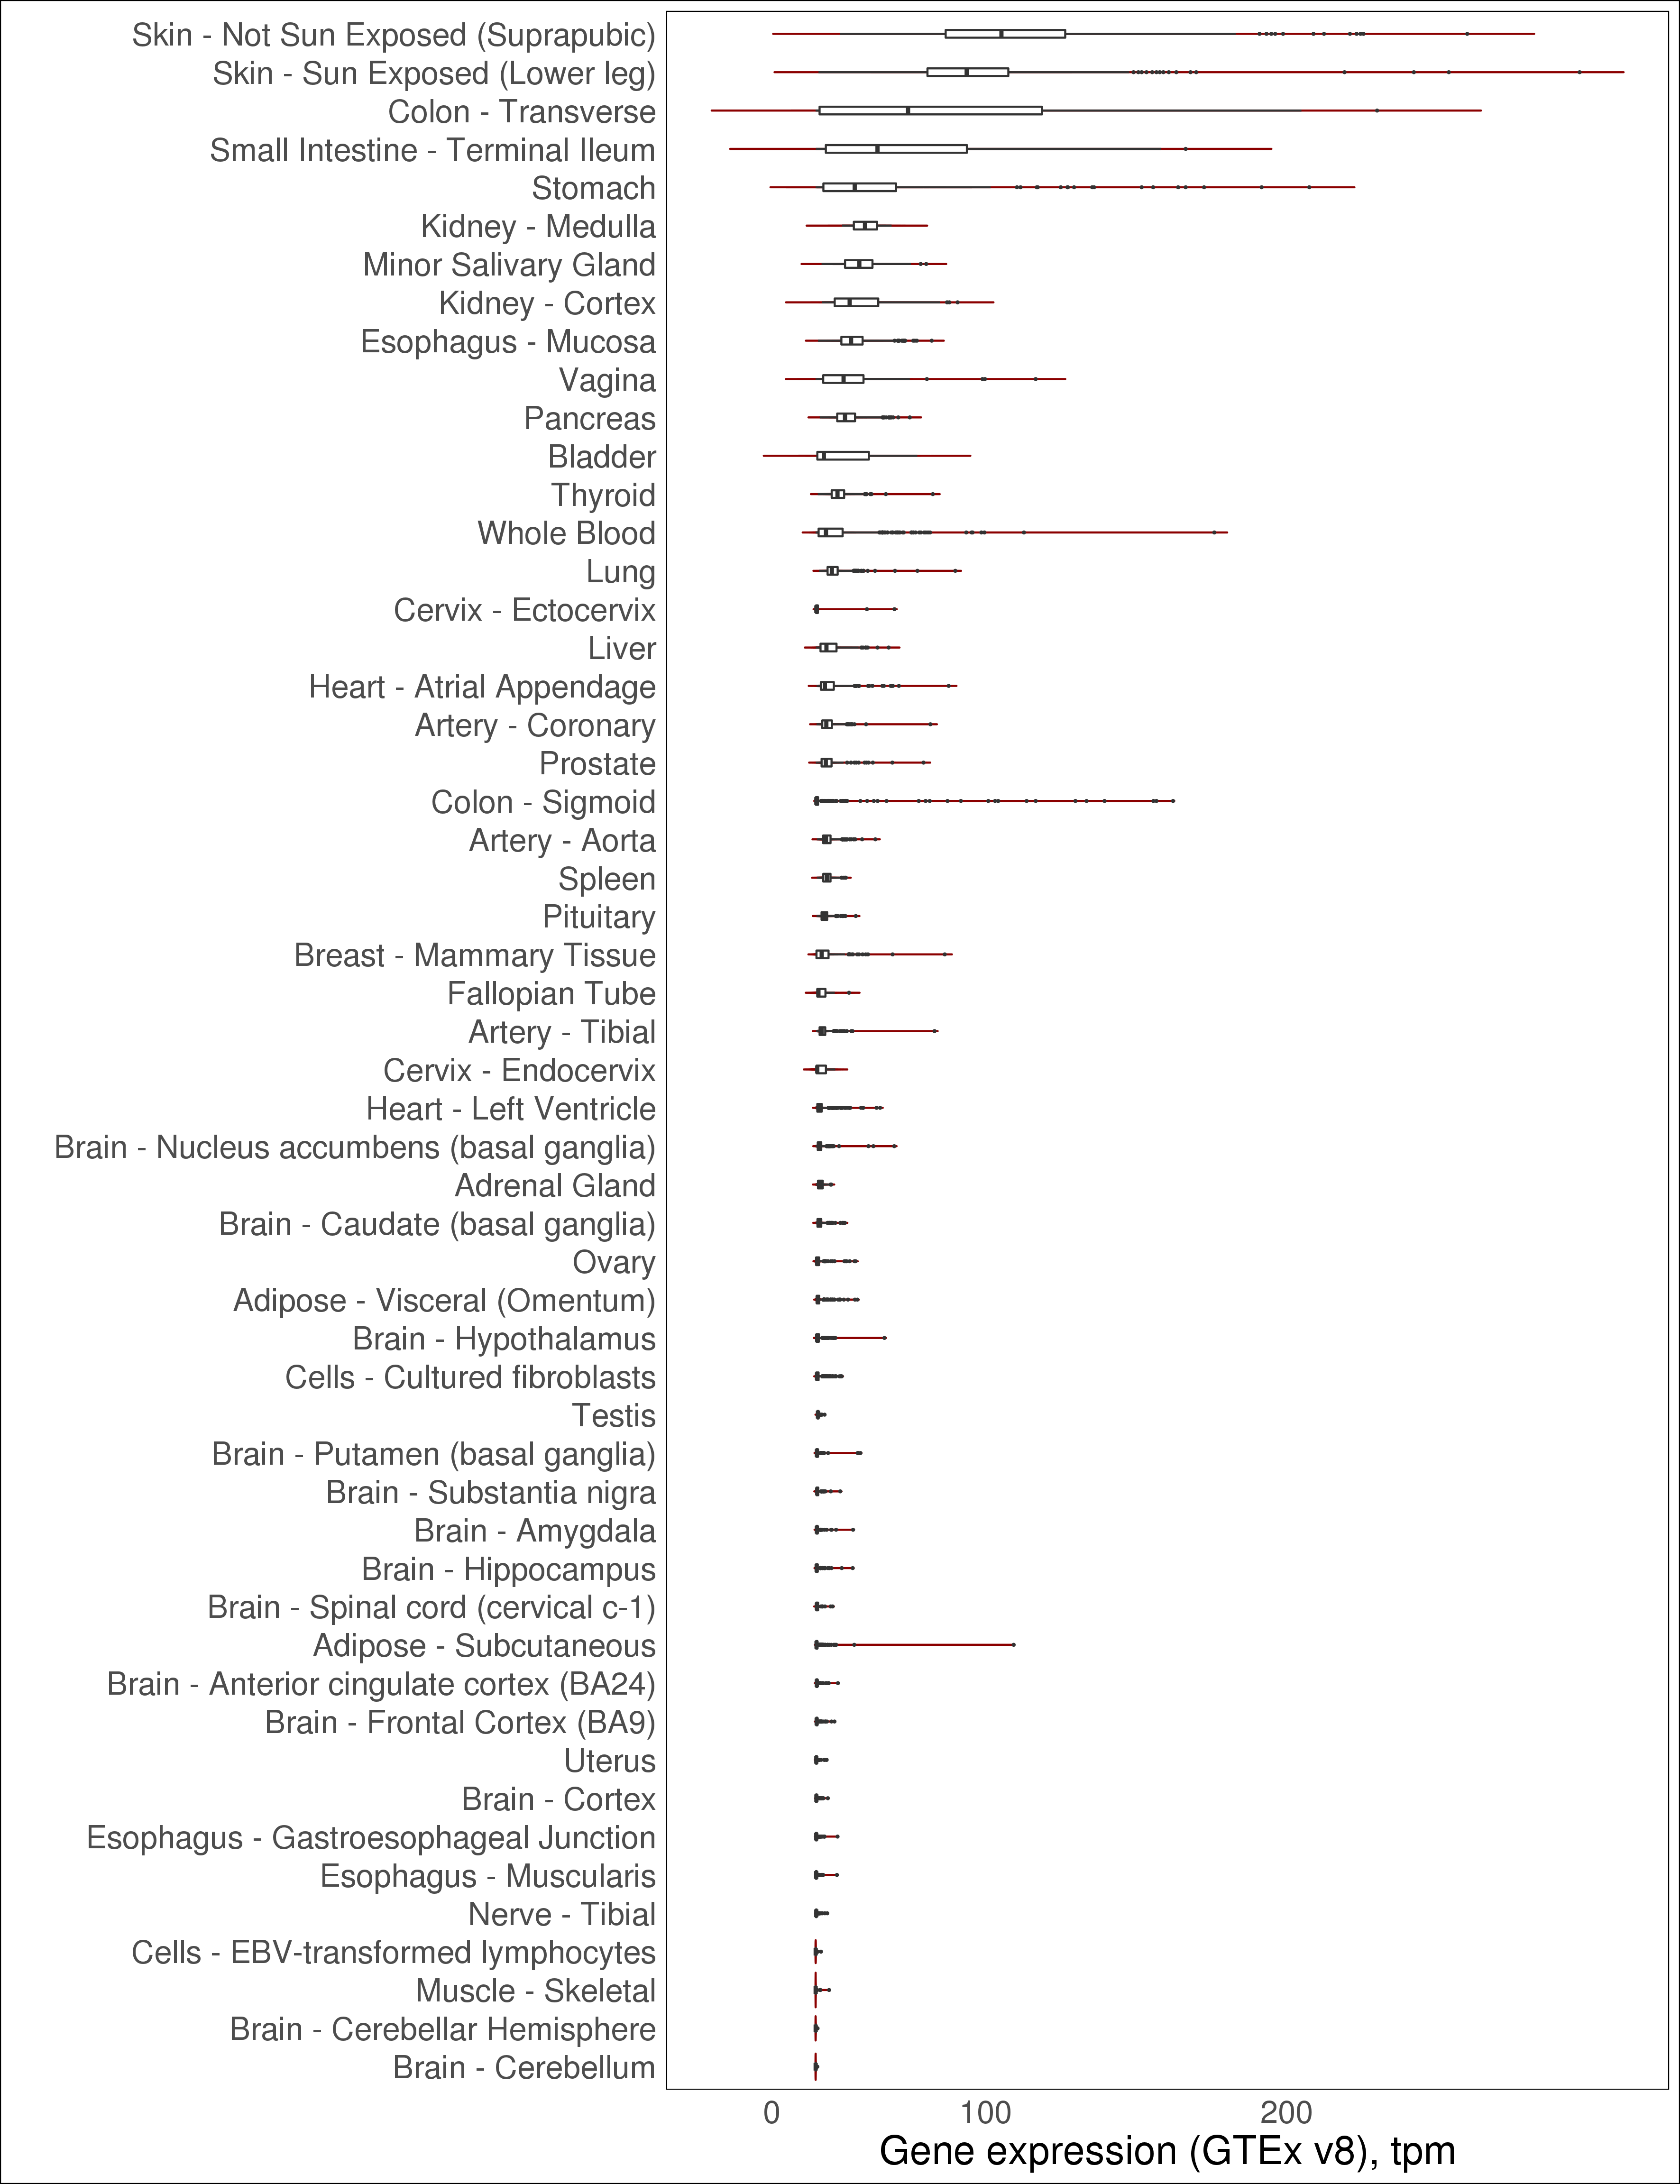 Skin - Not Sun Exposed (Suprapubic)
Skin - Sun Exposed (Lower leg)
Colon - Transverse
Small Intestine - Terminal Ileum
Stomach
Kidney - Medulla
Minor Salivary Gland
Kidney - Cortex
Esophagus - Mucosa
Vagina
Pancreas
Bladder
Thyroid
Whole Blood
Lung
Cervix - Ectocervix
Liver
Heart - Atrial Appendage
Artery - Coronary
Prostate
Colon - Sigmoid
Artery - Aorta
Spleen
Pituitary
Breast - Mammary Tissue
Fallopian Tube
Artery - Tibial
Cervix - Endocervix
Heart - Left Ventricle
Brain - Nucleus accumbens (basal ganglia)
Adrenal Gland
Brain - Caudate (basal ganglia)
Ovary
Adipose - Visceral (Omentum)
Brain - Hypothalamus
Cells - Cultured fibroblasts
Testis
Brain - Putamen (basal ganglia)
Brain - Substantia nigra
Brain - Amygdala
Brain - Hippocampus
Brain - Spinal cord (cervical c-1)
Adipose - Subcutaneous
Brain - Anterior cingulate cortex (BA24)
Brain - Frontal Cortex (BA9)
Uterus
Brain - Cortex
Esophagus - Gastroesophageal Junction
Esophagus - Muscularis
Nerve - Tibial
Cells - EBV-transformed lymphocytes
Muscle - Skeletal
Brain - Cerebellar Hemisphere
Brain - Cerebellum
0 100 200
Gene expression (GTEx v8), tpm